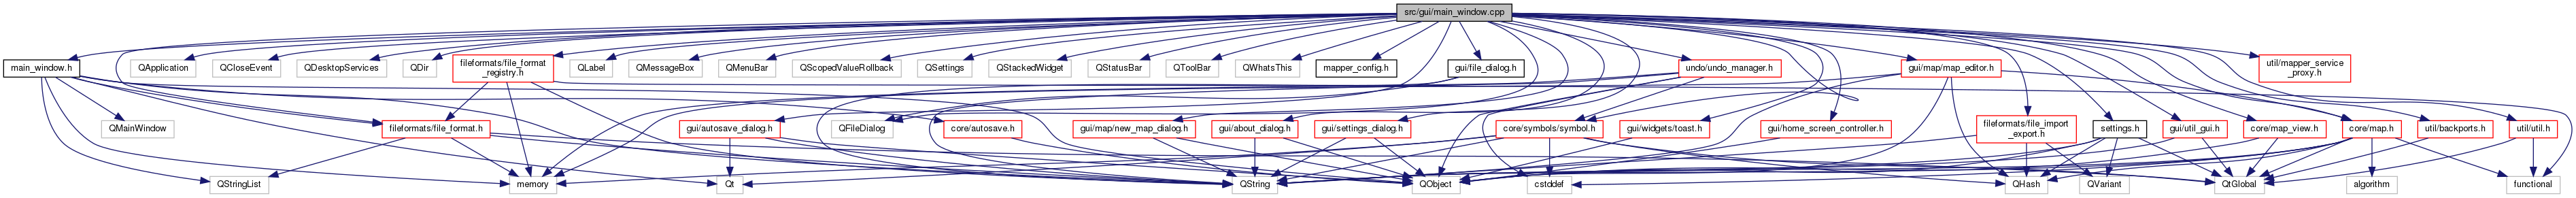 src/gui/main_window.cpp
main_window.h
QApplication
QCloseEvent
QDesktopServices
QDir
fileformats/file_format
_registry.h
QLabel
QMessageBox
QMenuBar
QScopedValueRollback
QSettings
QStackedWidget
QStatusBar
QToolBar
QWhatsThis
mapper_config.h
gui/file_dialog.h
undo/undo_manager.h
gui/map/map_editor.h
util/mapper_service
_proxy.h
QMainWindow
fileformats/file_format.h
gui/autosave_dialog.h
QFileDialog
core/autosave.h
gui/map/new_map_dialog.h
gui/about_dialog.h
gui/settings_dialog.h
core/symbols/symbol.h
gui/widgets/toast.h
gui/home_screen_controller.h
fileformats/file_import
_export.h
settings.h
gui/util_gui.h
core/map_view.h
core/map.h
util/backports.h
util/util.h
QStringList
memory
Qt
QString
QObject
cstddef
QHash
QVariant
QtGlobal
algorithm
functional